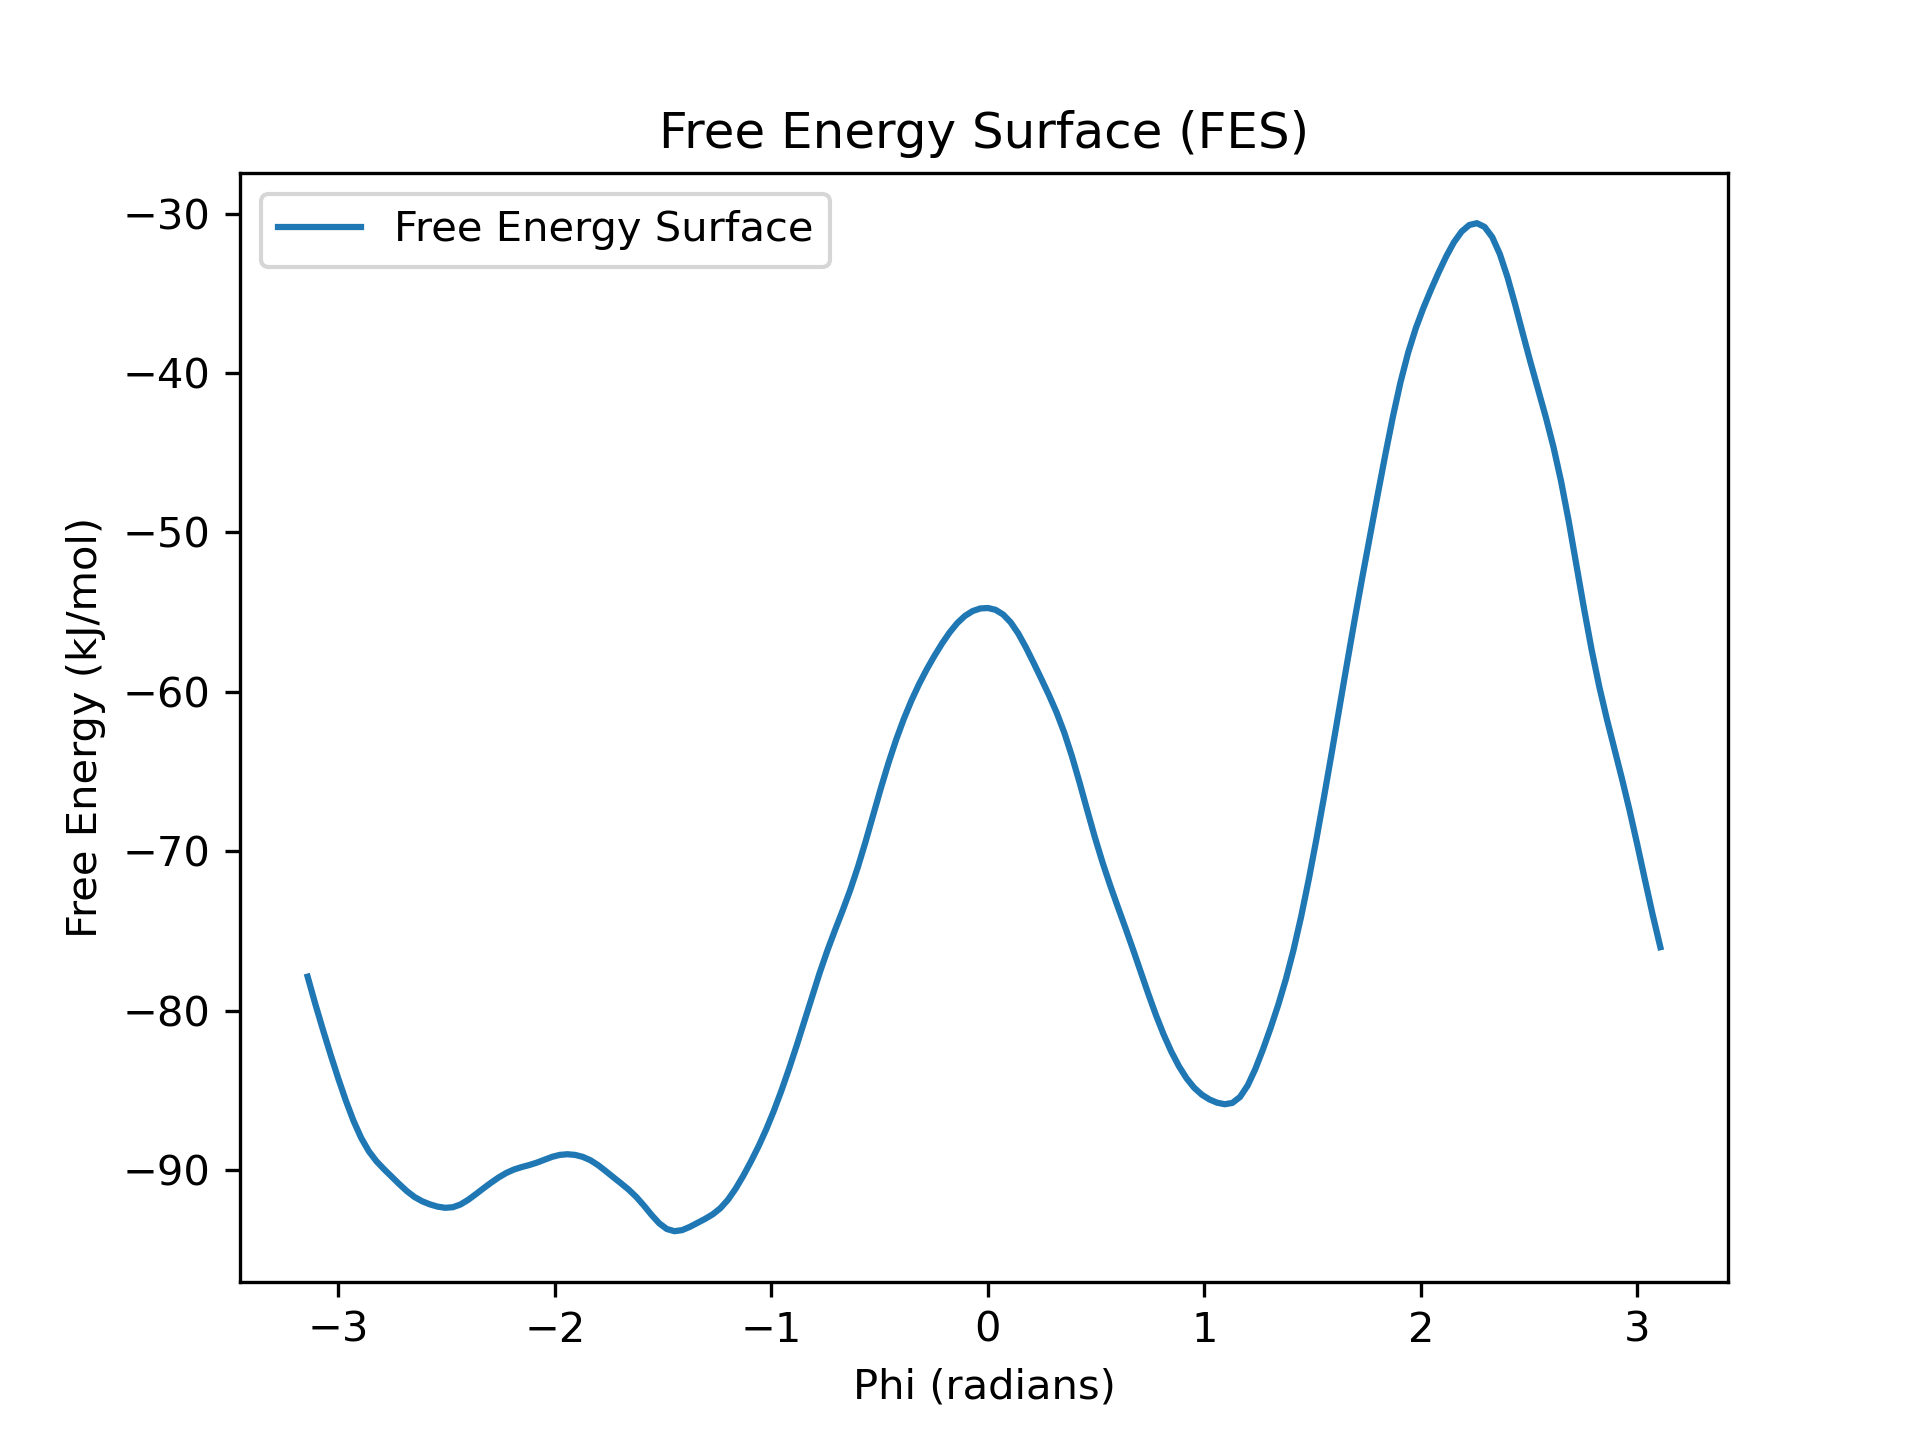 Free Energy Surface (FES)
Free Energy Surface
Free Energy (kJ/mol)
−30
−40
−50
−60
−70
−80
−90
−3 −2 −1 0 1 2 3
Phi (radians)